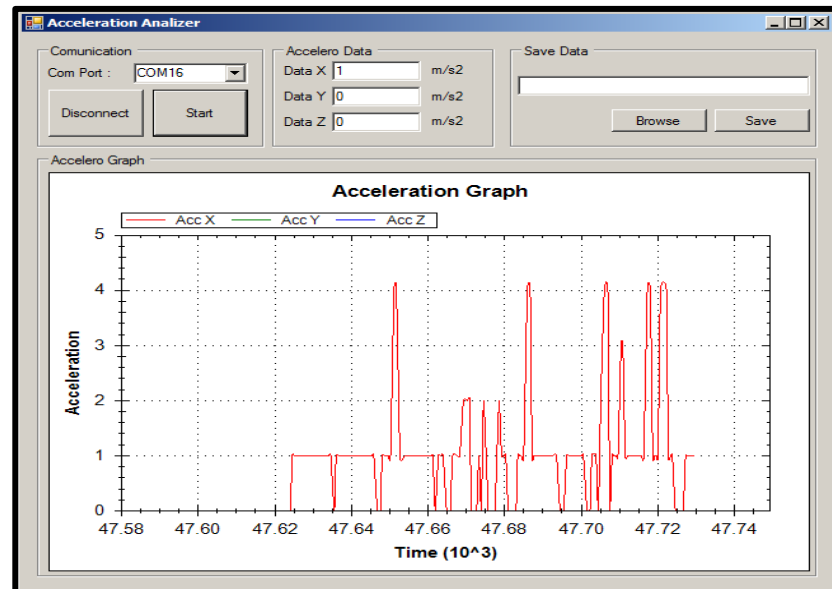 Acceleration Analizer
Comunication
Com Port : COM16
Disconnect Start
Accelero Data
Data X 1 m/s2
Data Y 0 m/s2
Data Z 0 m/s2
Save Data
Browse Save
Accelero Graph
Acceleration Graph
Acc X Acc Y Acc Z
5
4
3
2
1
0
Acceleration
47.58 47.60 47.62 47.64 47.66 47.68 47.70 47.72 47.74
Time (10^3)